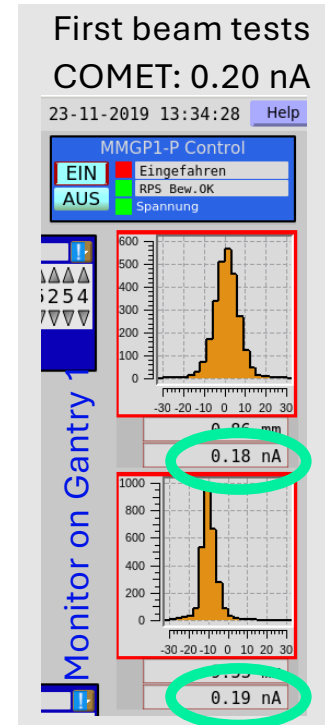 First beam tests
COMET: 0.20 nA
23-11-2019 13:34:28 Help
MMGP1-P Control
EIN Eingefahren
AUS RPS Bew.OK
Spannung
5254
Monitor on Gantry 1
600
500
400
300
200
100
0
-30 -20 -10 0 10 20 30
0.86 mm
0.18 nA
1000
800
600
400
200
0
-30 -20 -10 0 10 20 30
0.19 nA